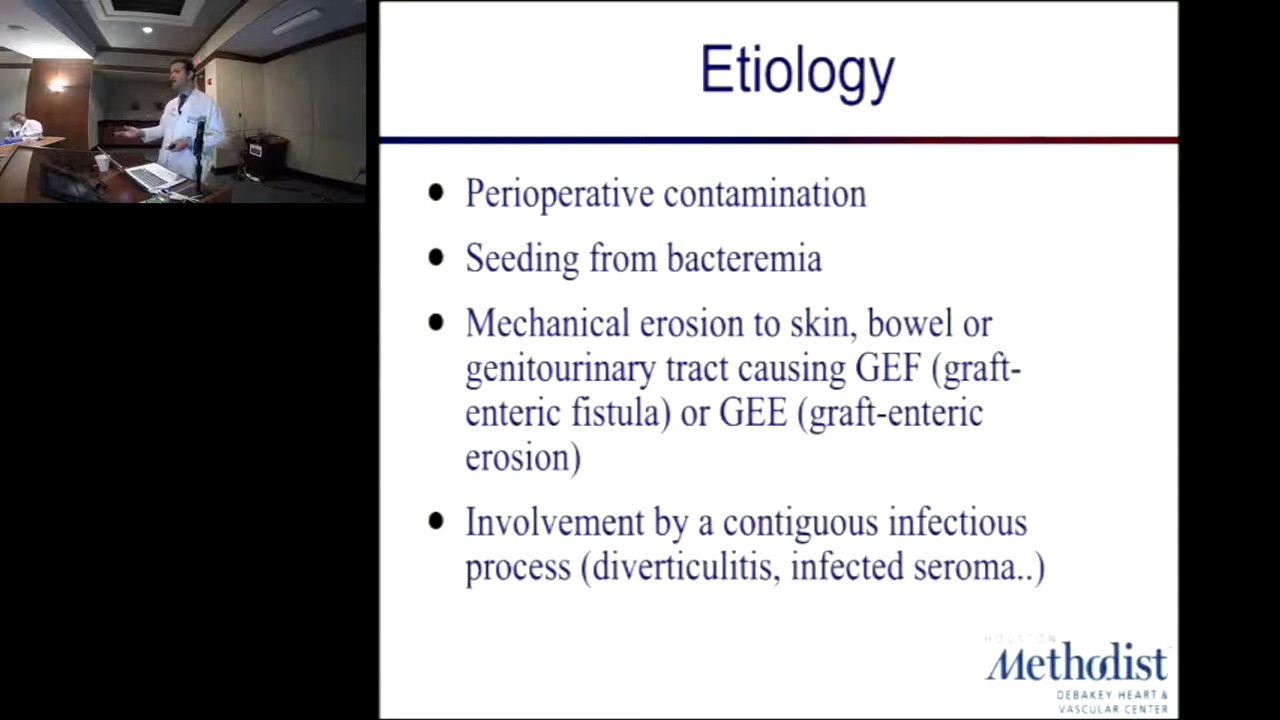 Etiology
• Perioperative contamination
• Seeding from bacteremia
• Mechanical erosion to skin, bowel or
genitourinary tract causing GEF (graft-
enteric fistula) or GEE (graft-enteric
erosion)
• Involvement by a contiguous infectious
process (diverticulitis, infected seroma..)
HOUSTON
Methodist
DEBAKEY HEART &
VASCULAR CENTER